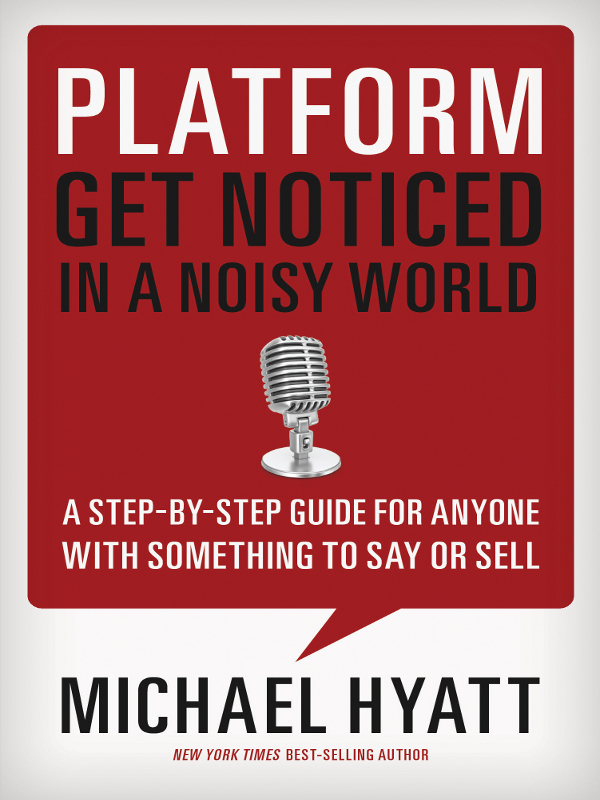 PLATFORM
GET NOTICED
IN A NOISY WORLD
A STEP-BY-STEP GUIDE FOR ANYONE
WITH SOMETHING TO SAY OR SELL
MICHAEL HYATT
NEW YORK TIMES BEST-SELLING AUTHOR